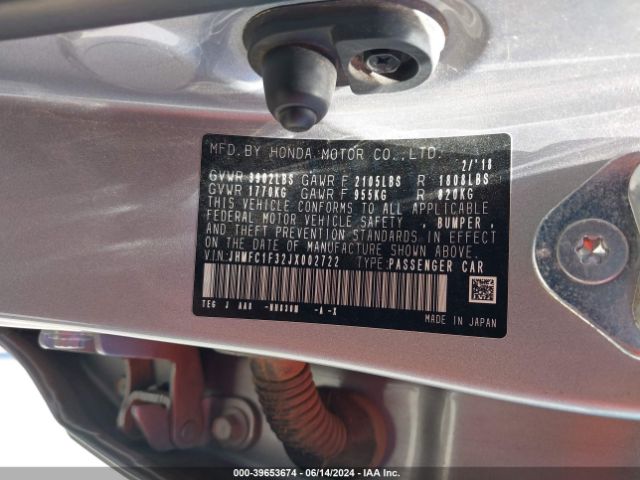 MFD. BY HONDA MOTOR CO.,LTD. 2/'18
GVWR 3902LBS GAWR F 2105LBS R 1808LBS
GVWR 1770KG GAWR F 955KG R 820KG
THIS VEHICLE CONFORMS TO ALL APPLICABLE
FEDERAL MOTOR VEHICLE SAFETY , BUMPER ,
AND THEFT PREVENTION STANDARDS IN EFFECT
ON THE DATE OF MANUFACTURE SHOWN ABOVE.
V.I.N.: JHMFC1F32JX002722 TYPE: PASSENGER CAR
TEG J AA0 -A -X
MADE IN JAPAN
000-39653674 - 06/14/2024 - IAA Inc.